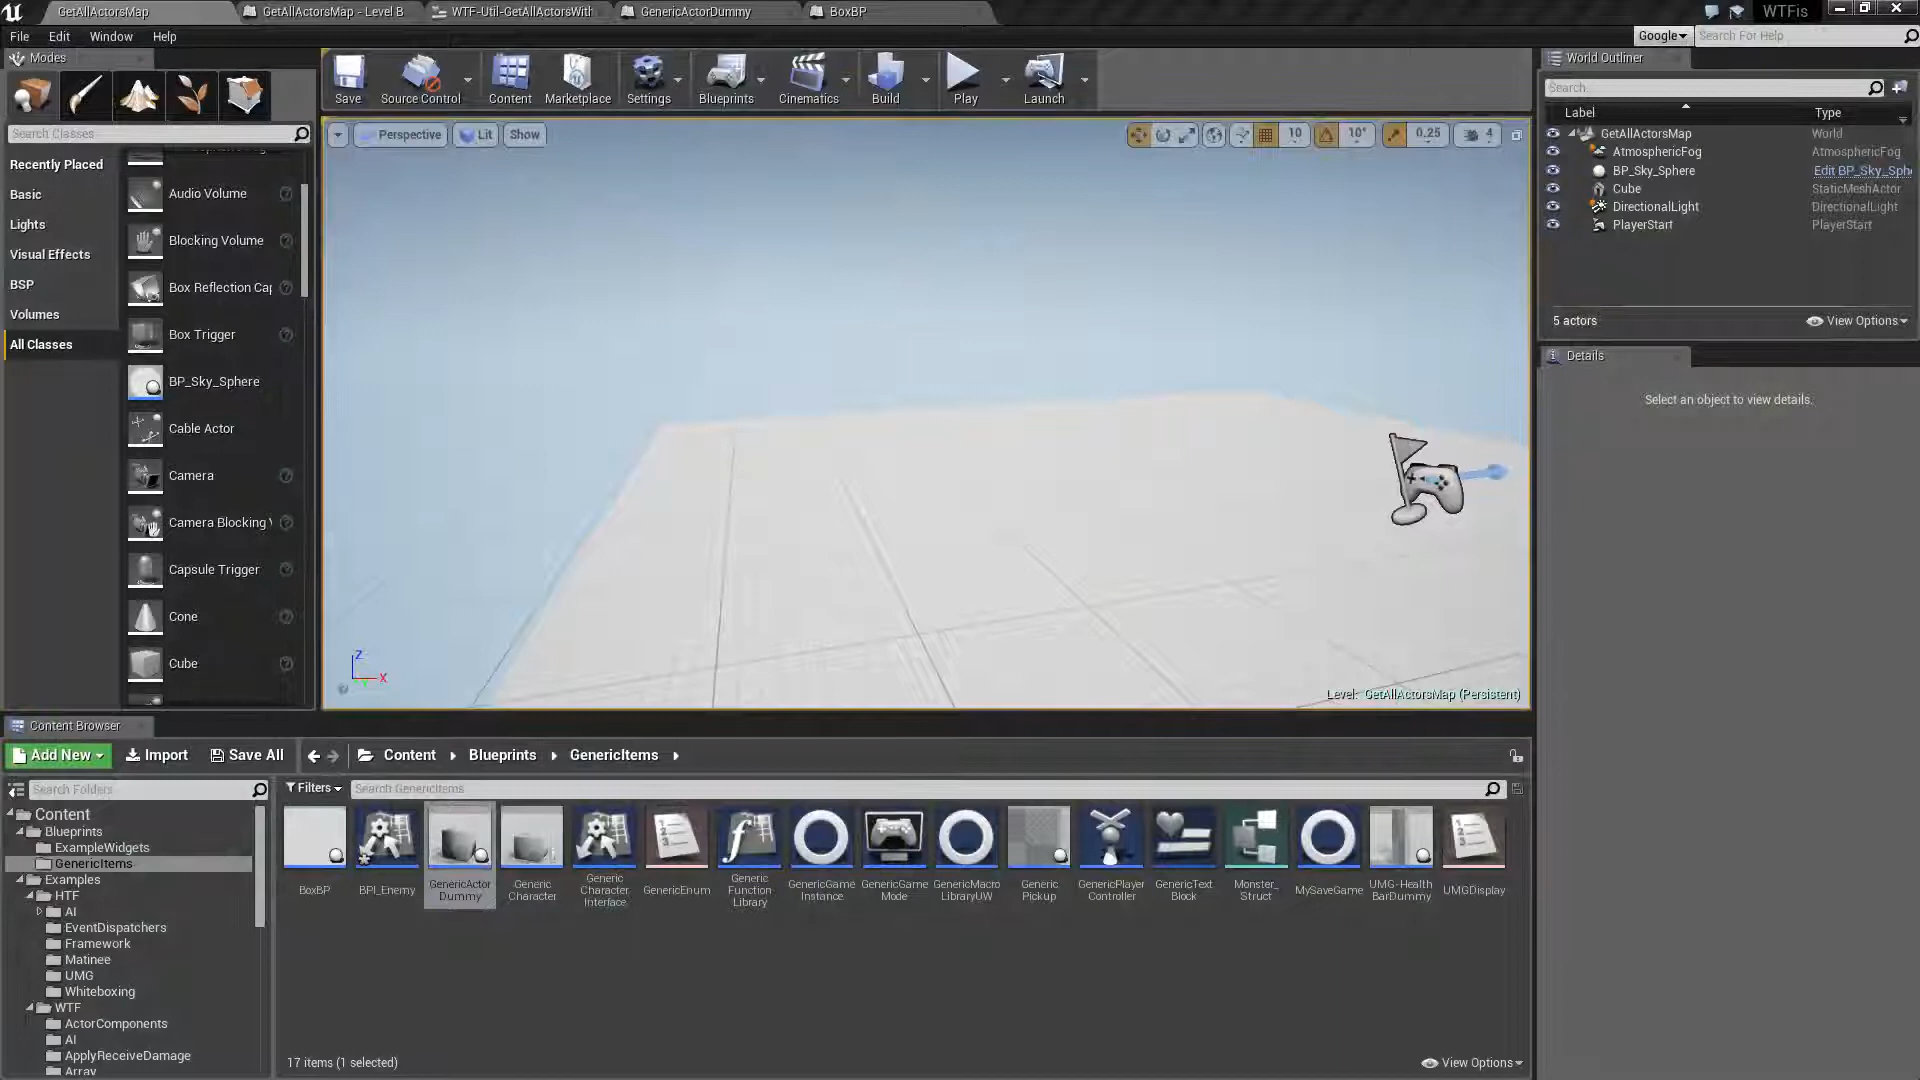 GetAllActorsMap
GetAllActorsMap - Level B
WTF-Util-GetAllActorsWith
GenericActorDummy
BoxBP
WTFis
File
Edit
Window
Help
Google
Search For Help
Modes
Search Classes
Recently Placed
Basic
Lights
Visual Effects
BSP
Volumes
All Classes
Audio Volume
Blocking Volume
Box Reflection Cap
Box Trigger
BP_Sky_Sphere
Cable Actor
Camera
Camera Blocking V
Capsule Trigger
Cone
Cube
Save
Source Control
Content
Marketplace
Settings
Blueprints
Cinematics
Build
Play
Launch
Perspective
Lit
Show
10
10°
0.25
4
Z
X
Level: GetAllActorsMap (Persistent)
World Outliner
Search...
Label
Type
GetAllActorsMap
World
AtmosphericFog
AtmosphericFog
BP_Sky_Sphere
Edit BP_Sky_Sph
Cube
StaticMeshActor
DirectionalLight
DirectionalLight
PlayerStart
PlayerStart
5 actors
View Options
Details
Select an object to view details.
Content Browser
Add New
Import
Save All
Content
Blueprints
GenericItems
Search Folders
Filters
Search GenericItems
Content
Blueprints
ExampleWidgets
GenericItems
Examples
HTF
AI
EventDispatchers
Framework
Matinee
UMG
Whiteboxing
WTF
ActorComponents
AI
ApplyReceiveDamage
Array
BoxBP
BPI_Enemy
GenericActor
Dummy
Generic
Character
Generic
Character
Interface
GenericEnum
Generic
Function
Library
GenericGame
Instance
GenericGame
Mode
GenericMacro
LibraryUW
Generic
Pickup
GenericPlayer
Controller
GenericText
Block
Monster_
Struct
MySaveGame
UMG-Health
BarDummy
UMGDisplay
17 items (1 selected)
View Options